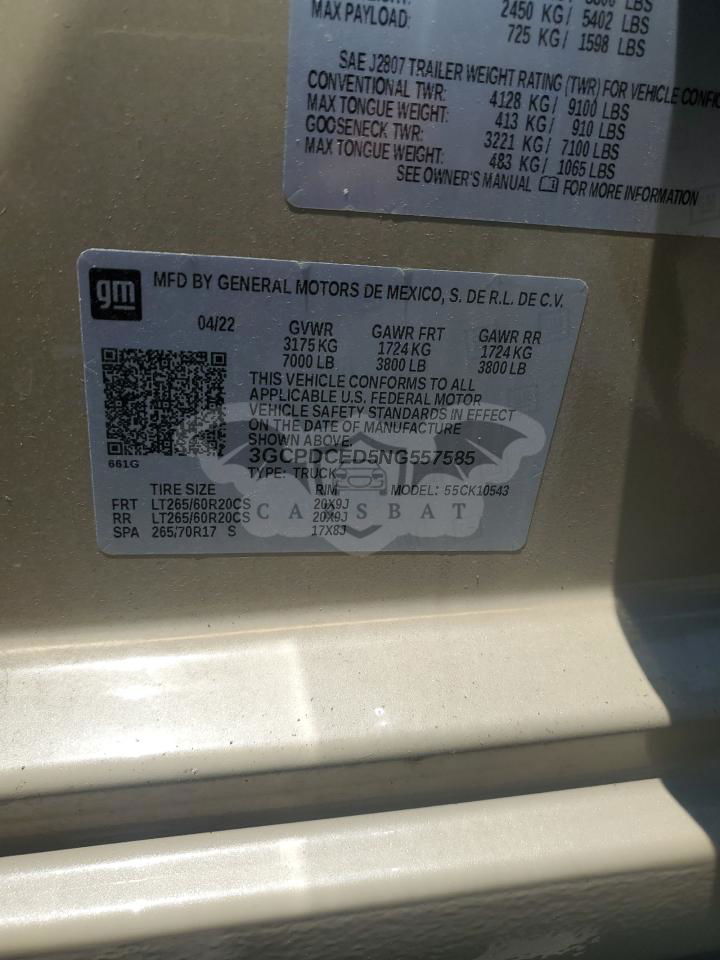 LBS
MAX PAYLOAD: 2450 KG/ 5402 LBS
725 KG/ 1598 LBS
SAE J2807 TRAILER WEIGHT RATING (TWR) FOR VEHICLE
CONVENTIONAL TWR: 4128 KG/ 9100 LBS
MAX TONGUE WEIGHT: 413 KG/ 910 LBS
GOOSENECK TWR: 3221 KG/ 7100 LBS
MAX TONGUE WEIGHT: 483 KG/ 1065 LBS
SEE OWNER'S MANUAL FOR MORE INFORMATION
gm MFD BY GENERAL MOTORS DE MEXICO, S. DE R.L. DE C.V.
04/22 GVWR GAWR FRT GAWR RR
3175 KG 1724 KG 1724 KG
7000 LB 3800 LB 3800 LB
THIS VEHICLE CONFORMS TO ALL
APPLICABLE U.S. FEDERAL MOTOR
VEHICLE SAFETY STANDARDS IN EFFECT
ON THE DATE OF MANUFACTURE
SHOWN ABOVE.
3GCPDCED5NG557585
661G TYPE: TRUCK
TIRE SIZE RIM MODEL: 55CK10543
FRT LT265/60R20CS 20X9J
RR LT265/60R20CS 20X9J
SPA 265/70R17 S 17X8J
CARSBAT